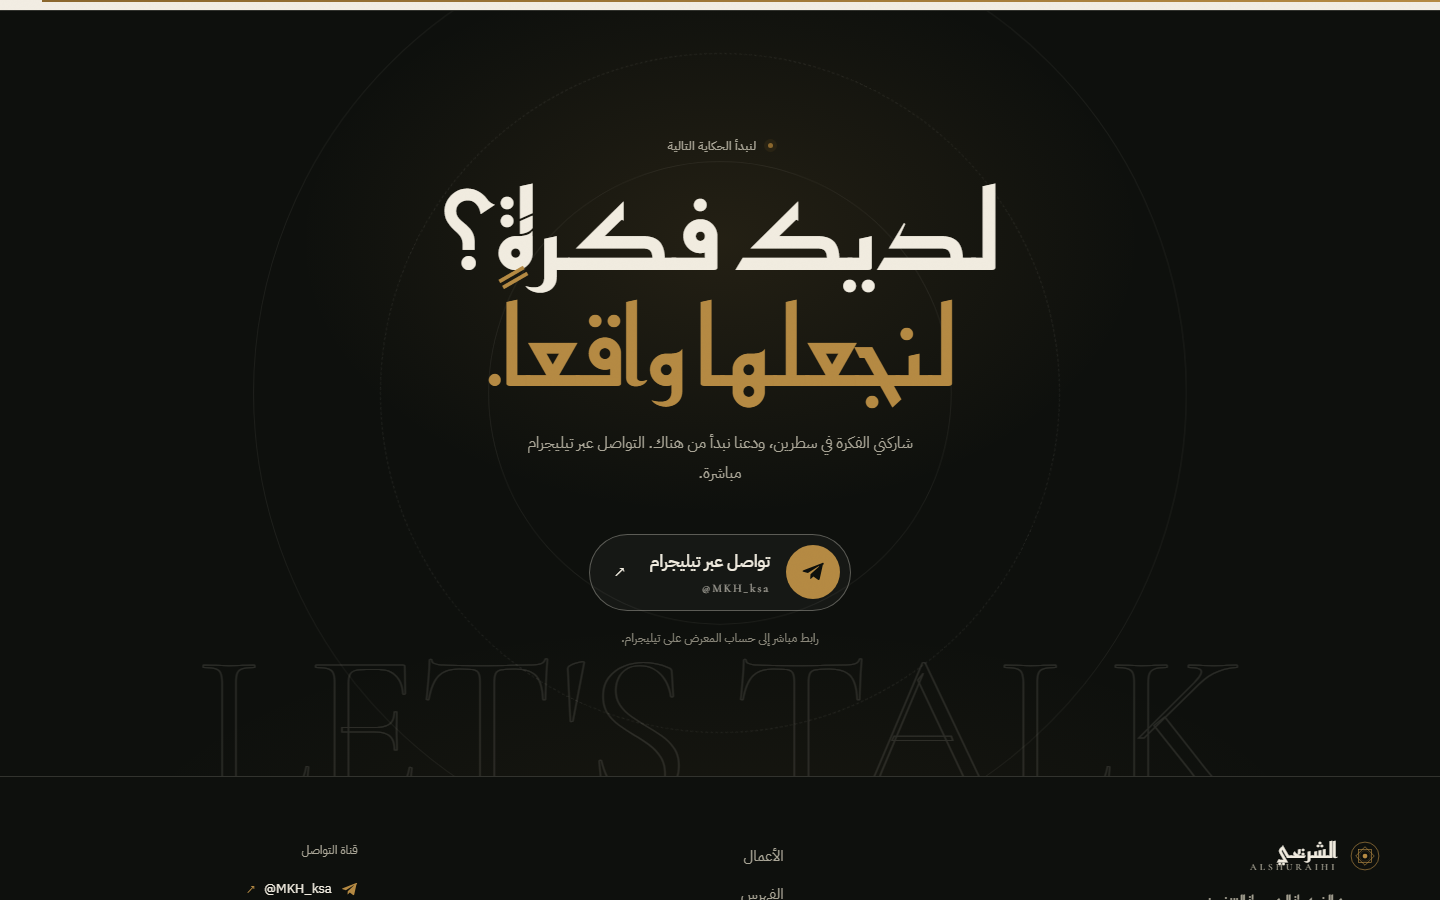 لنبدأ الحكاية التالية
لديك فكرة؟
لنجعلها واقعاً.
شاركني الفكرة في سطرين، ودعنا نبدأ من هناك. التواصل عبر تيليجرام
مباشرة.
تواصل عبر تيليجرام ↗
@MKH_ksa
رابط مباشر إلى حساب المعرض على تيليجرام.
LET'S TALK
ALSHURAIHI
الأعمال
الفهرس
قناة التواصل
@MKH_ksa ↗